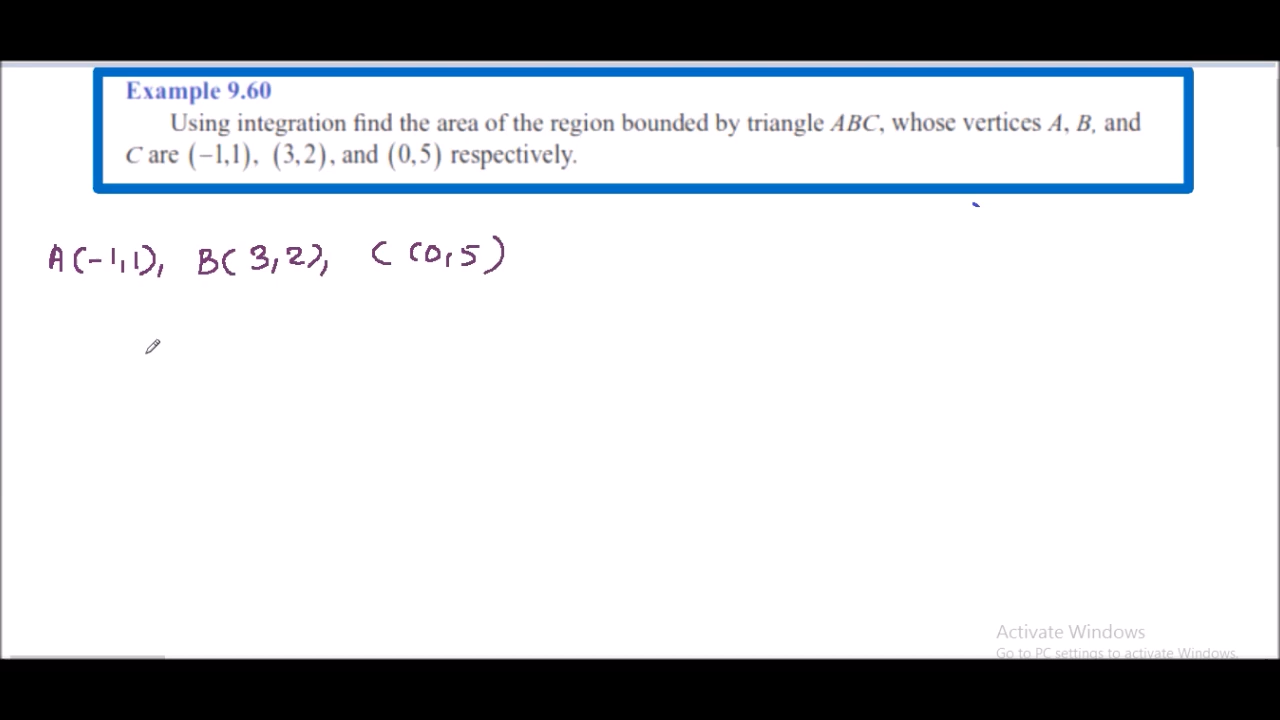 Example 9.60
Using integration find the area of the region bounded by triangle ABC, whose vertices A, B, and
C are (−1,1), (3,2), and (0,5) respectively.
A(-1,1), B(3,2), C (0,5)
Activate Windows
Go to PC settings to activate Windows.